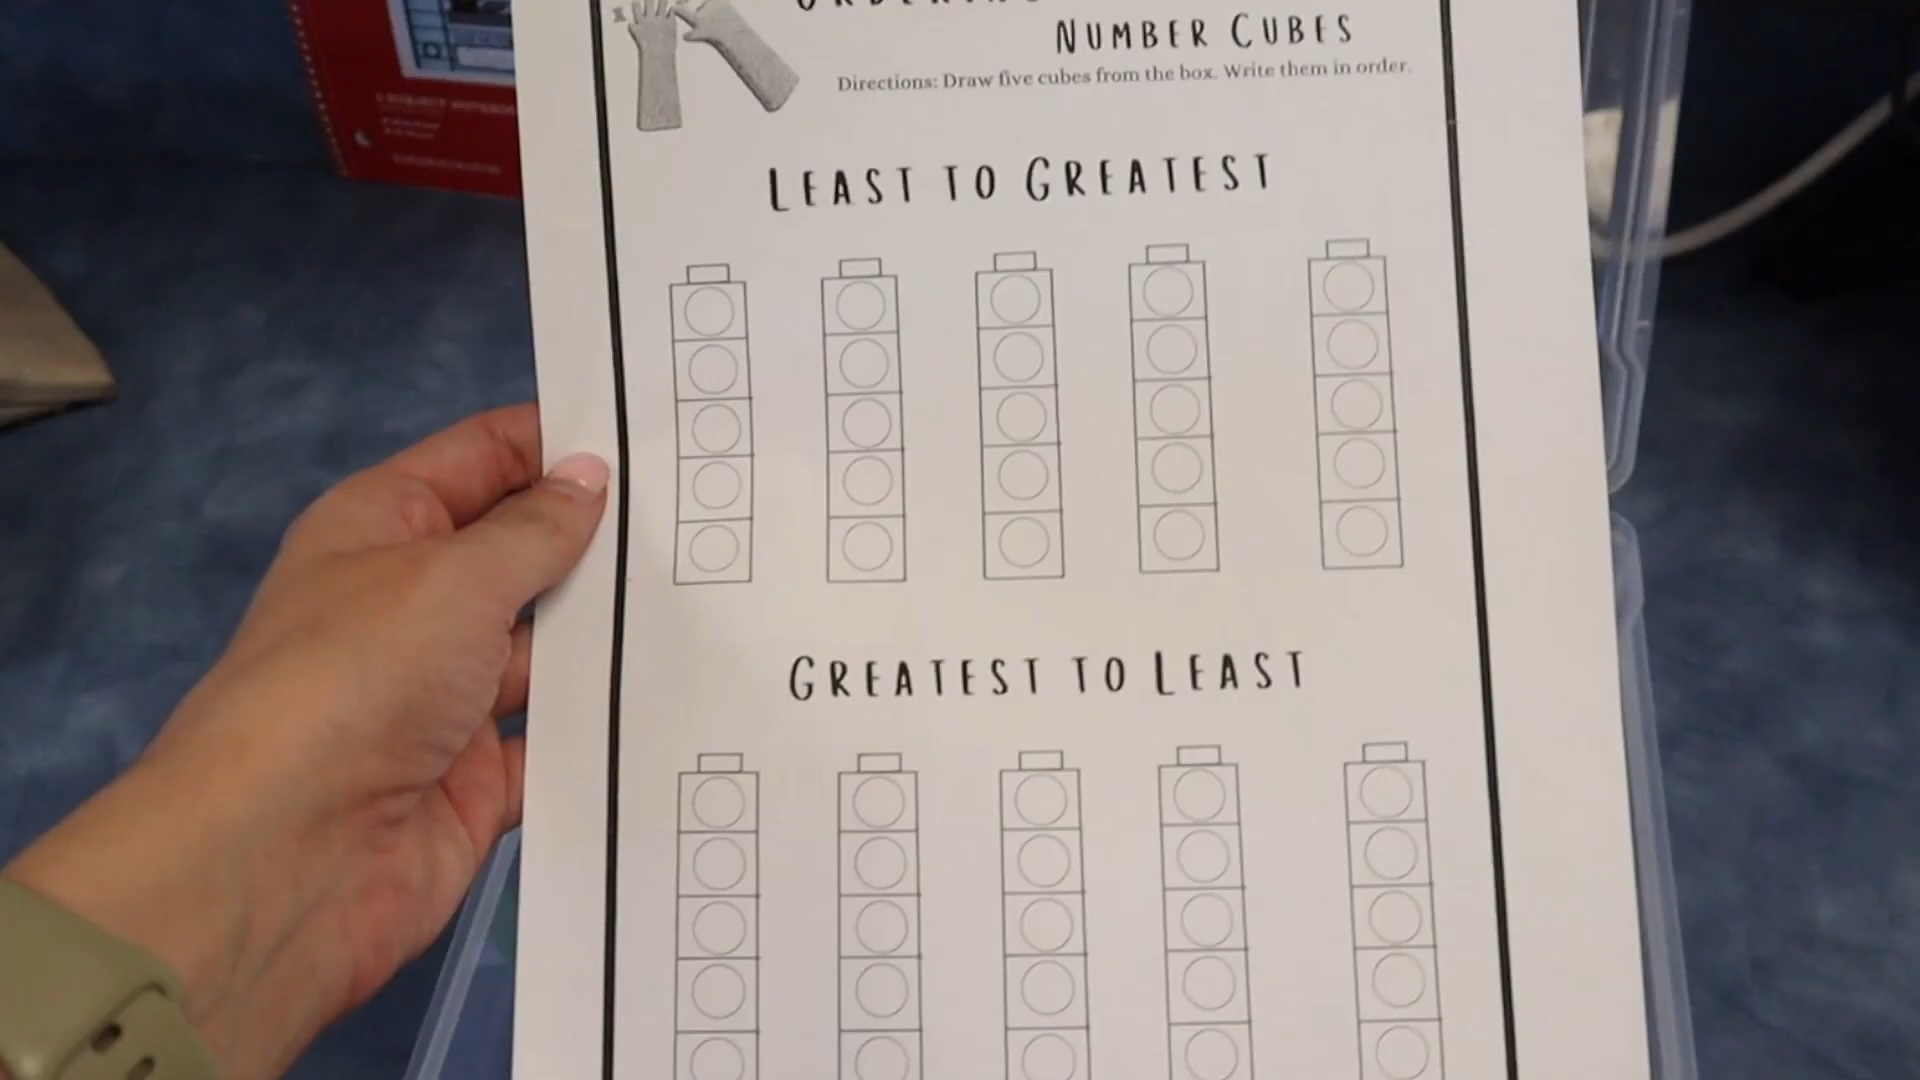 NUMBER CUBES
Directions: Draw five cubes from the box. Write them in order.
LEAST TO GREATEST
GREATEST TO LEAST